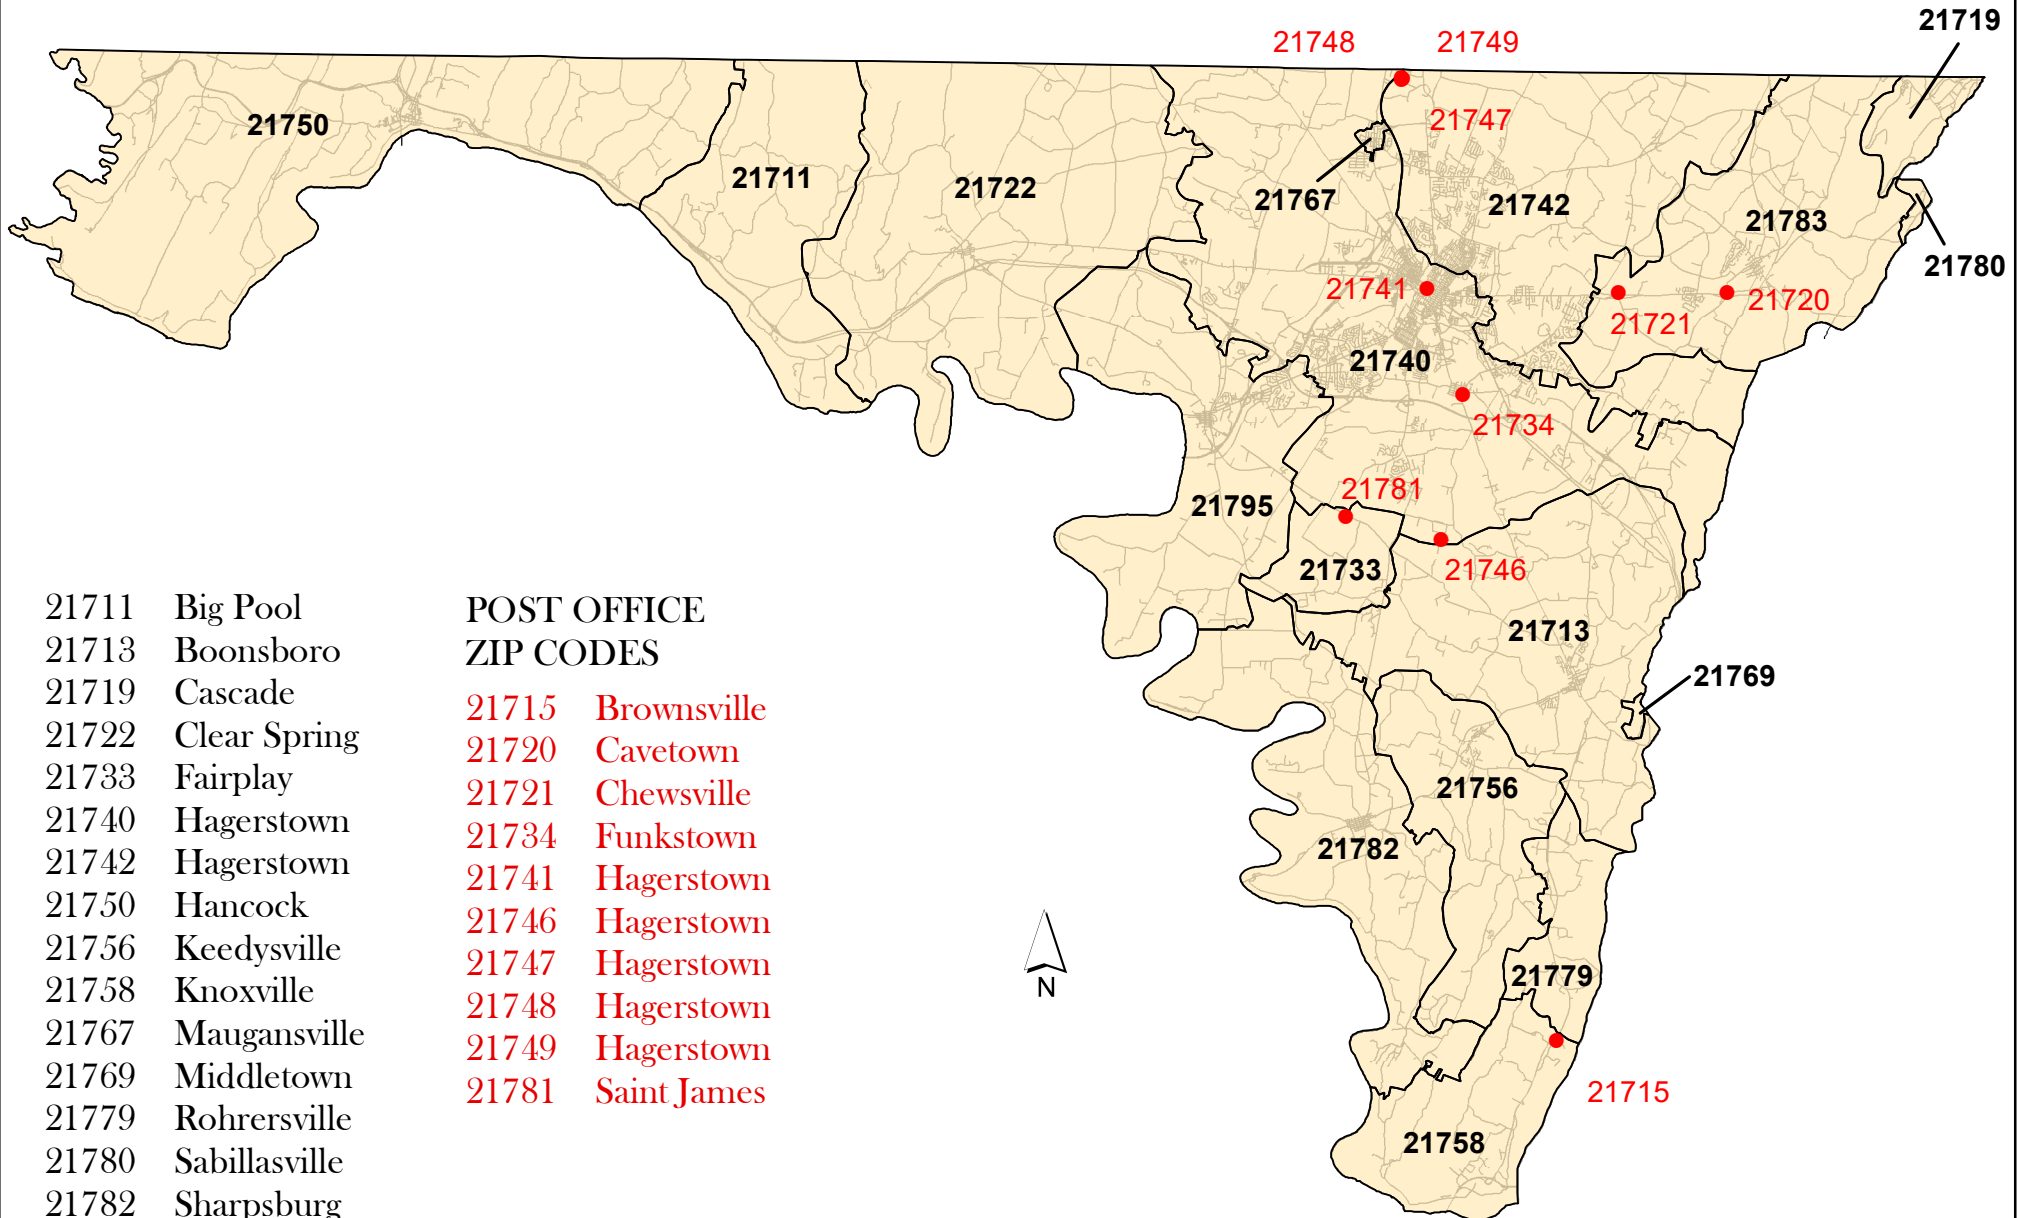 21719
21748 21749
21750
21747
21711
21722
21767
21742
21783
21780
21741
21720
21721
21740
21734
21781
21795
21733
21746
21713
21769
21756
21782
21779
21715
21758
N
21711 Big Pool
21713 Boonsboro
21719 Cascade
21722 Clear Spring
21733 Fairplay
21740 Hagerstown
21742 Hagerstown
21750 Hancock
21756 Keedysville
21758 Knoxville
21767 Maugansville
21769 Middletown
21779 Rohrersville
21780 Sabillasville
21782 Sharpsburg
POST OFFICE
ZIP CODES
21715 Brownsville
21720 Cavetown
21721 Chewsville
21734 Funkstown
21741 Hagerstown
21746 Hagerstown
21747 Hagerstown
21748 Hagerstown
21749 Hagerstown
21781 Saint James